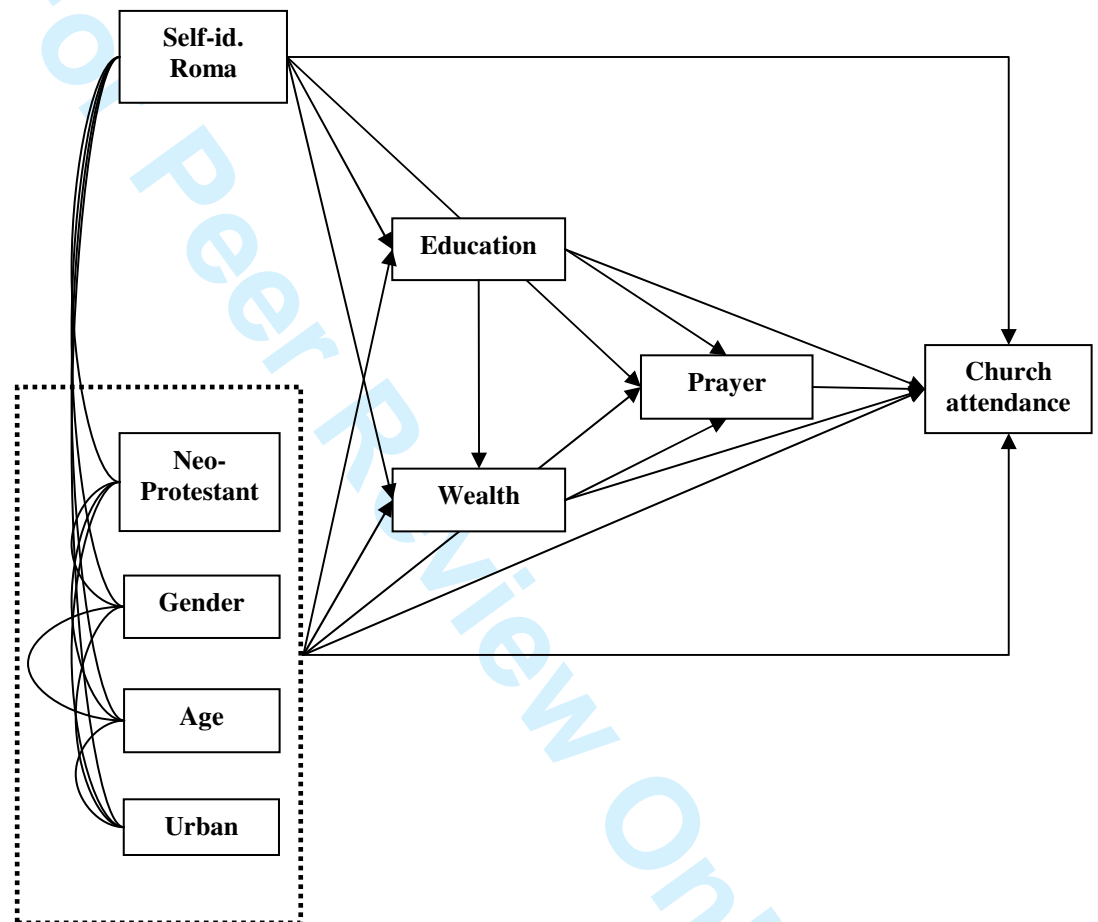 Self-id.
Roma
Education
Prayer
Church
attendance
Neo-
Protestant
Wealth
Gender
Age
Urban
For Peer Review Only